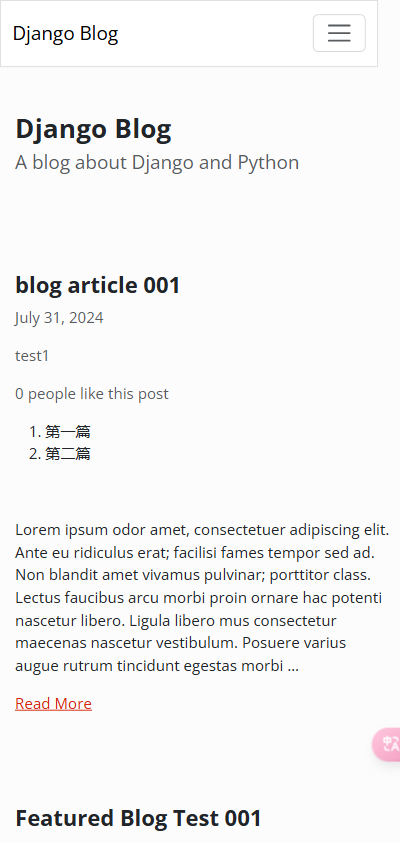 Django Blog
Django Blog
A blog about Django and Python
blog article 001
July 31, 2024
test1
0 people like this post
1. 第一篇
2. 第二篇
Lorem ipsum odor amet, consectetuer adipiscing elit.
Ante eu ridiculus erat; facilisi fames tempor sed ad.
Non blandit amet vivamus pulvinar; porttitor class.
Lectus faucibus arcu morbi proin ornare hac potenti
nascetur libero. Ligula libero mus consectetur
maecenas nascetur vestibulum. Posuere varius
augue rutrum tincidunt egestas morbi …
Read More
Featured Blog Test 001